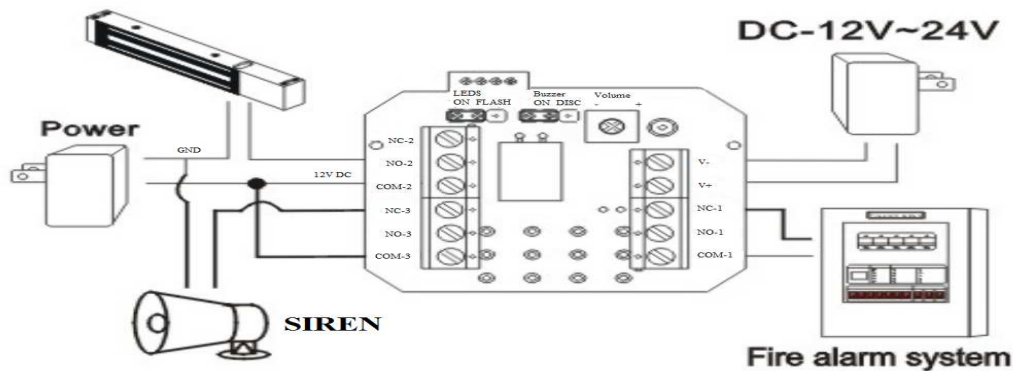 DC-12V~24V
Power
GND
12V DC
LEDS
ON FLASH
Buzzer
ON DISC
Volume
- +
NC-2
NO-2
COM-2
NC-3
NO-3
COM-3
V-
V+
NC-1
NO-1
COM-1
SIREN
Fire alarm system